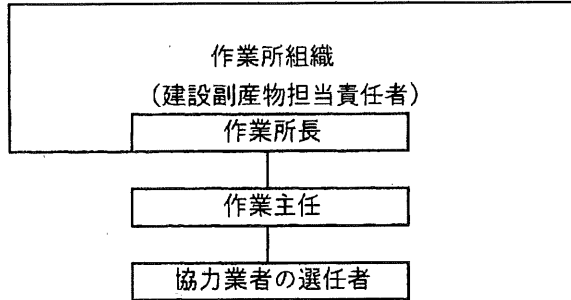 作業所組織
(建設副産物担当責任者)
作業所長
作業主任
協力業者の選任者